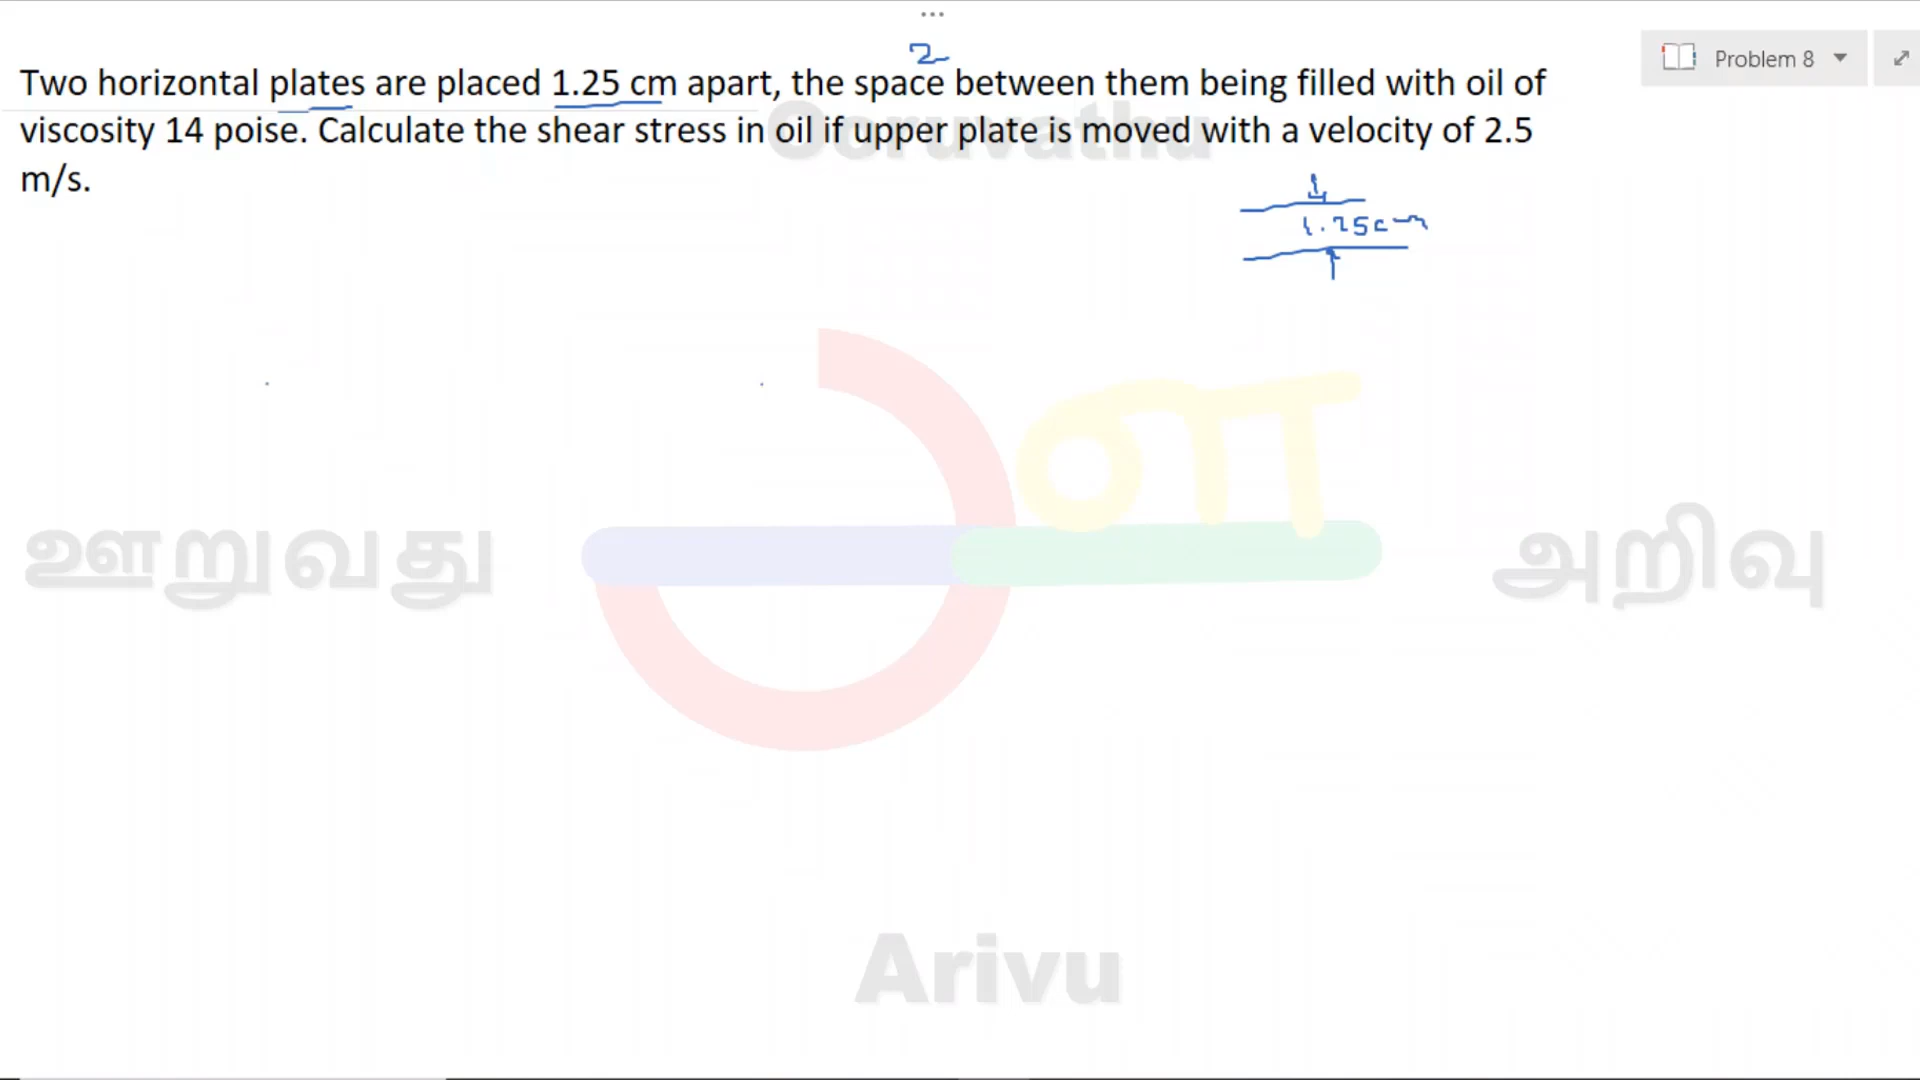 2
Two horizontal plates are placed 1.25 cm apart, the space between them being filled with oil of
viscosity 14 poise. Calculate the shear stress in oil if upper plate is moved with a velocity of 2.5
m/s.
Problem 8
Ooruvathu
1.25cm
ஊறுவது
அறிவு
Arivu